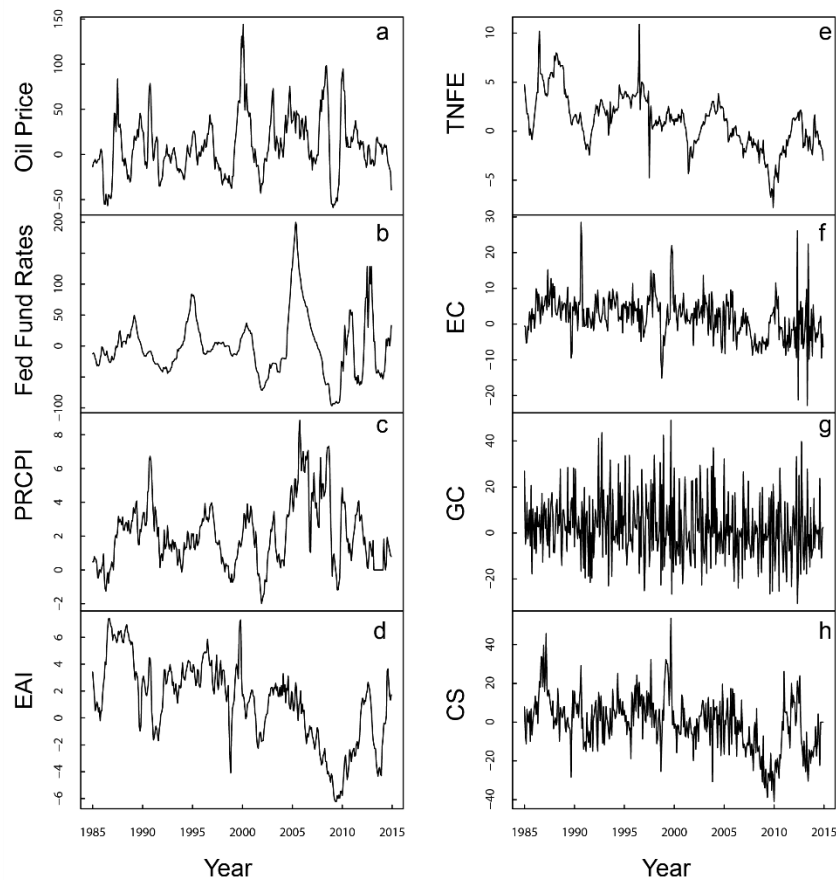 a
Oil Price
150
100
50
0
−50
b
Fed Fund Rates
200
100
0
−100
c
PRCPI
8
6
4
2
0
−2
d
EAI
6
4
2
0
−2
−4
−6
1985 1990 1995 2000 2005 2010 2015
Year
e
TNFE
10
5
0
−5
f
EC
30
20
10
0
−10
−20
g
GC
40
20
0
−20
h
CS
40
20
0
−20
−40
1985 1990 1995 2000 2005 2010 2015
Year